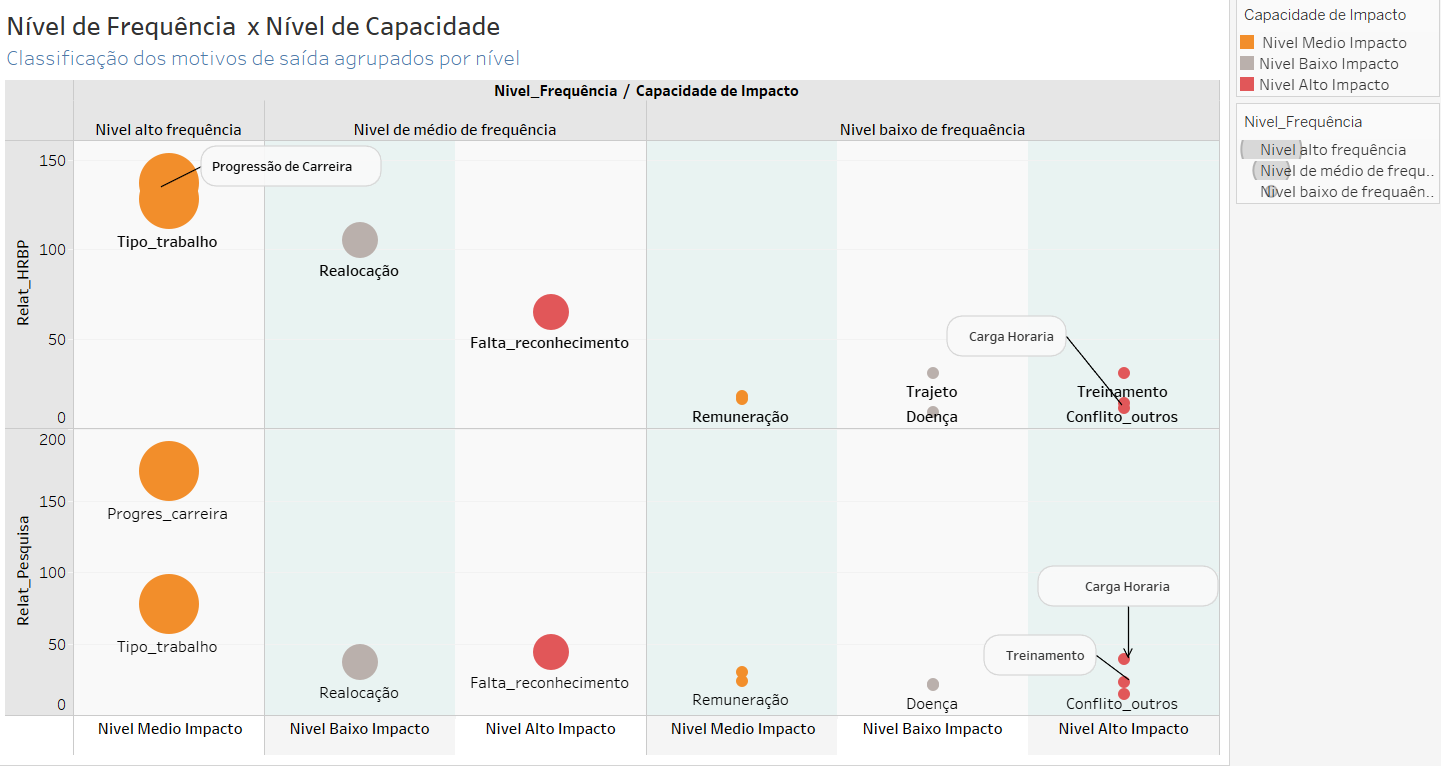 Nível de Frequência x Nível de Capacidade
Classificação dos motivos de saída agrupados por nível
Nivel_Frequência / Capacidade de Impacto
Nivel alto frequência
Nivel de médio de frequência
Nivel baixo de frequaência
Relat_HRBP
150
100
50
0
Progressão de Carreira
Tipo_trabalho
Realocação
Falta_reconhecimento
Remuneração
Trajeto
Doença
Carga Horaria
Treinamento
Conflito_outros
Relat_Pesquisa
200
150
100
50
0
Progres_carreira
Tipo_trabalho
Realocação
Falta_reconhecimento
Remuneração
Doença
Carga Horaria
Treinamento
Conflito_outros
Nivel Medio Impacto
Nivel Baixo Impacto
Nivel Alto Impacto
Nivel Medio Impacto
Nivel Baixo Impacto
Nivel Alto Impacto
Capacidade de Impacto
Nivel Medio Impacto
Nivel Baixo Impacto
Nivel Alto Impacto
Nivel_Frequência
Nivel alto frequência
Nivel de médio de frequ..
Nivel baixo de frequaên..